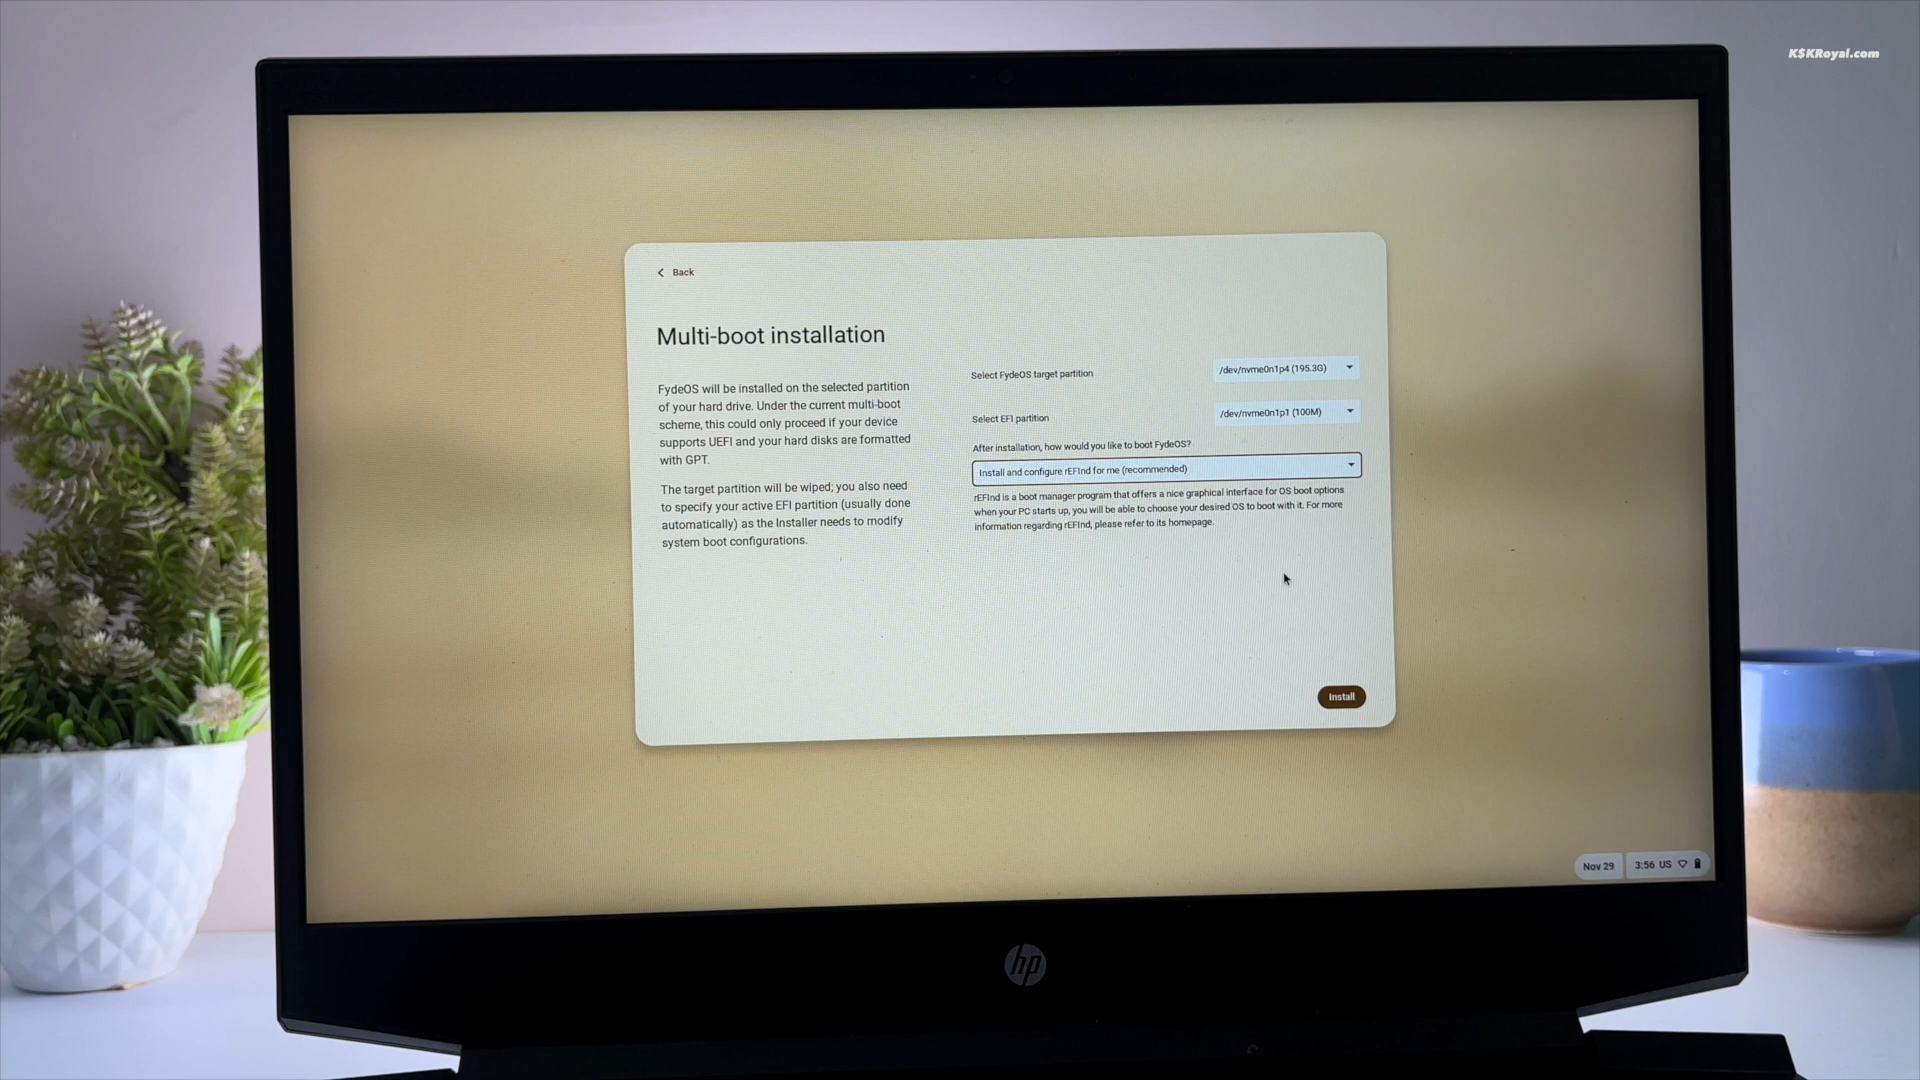 K$KRoyal.com
Back
Multi-boot installation
FydeOS will be installed on the selected partition
of your hard drive. Under the current multi-boot
scheme, this could only proceed if your device
supports UEFI and your hard disks are formatted
with GPT.
The target partition will be wiped; you also need
to specify your active EFI partition (usually done
automatically) as the Installer needs to modify
system boot configurations.
Select FydeOS target partition
/dev/nvme0n1p4 (195.3G)
Select EFI partition
/dev/nvme0n1p1 (100M)
After installation, how would you like to boot FydeOS?
Install and configure rEFInd for me (recommended)
rEFInd is a boot manager program that offers a nice graphical interface for OS boot options
when your PC starts up, you will be able to choose your desired OS to boot with it. For more
information regarding rEFInd, please refer to its homepage.
Install
Nov 29
3:56 US
hp